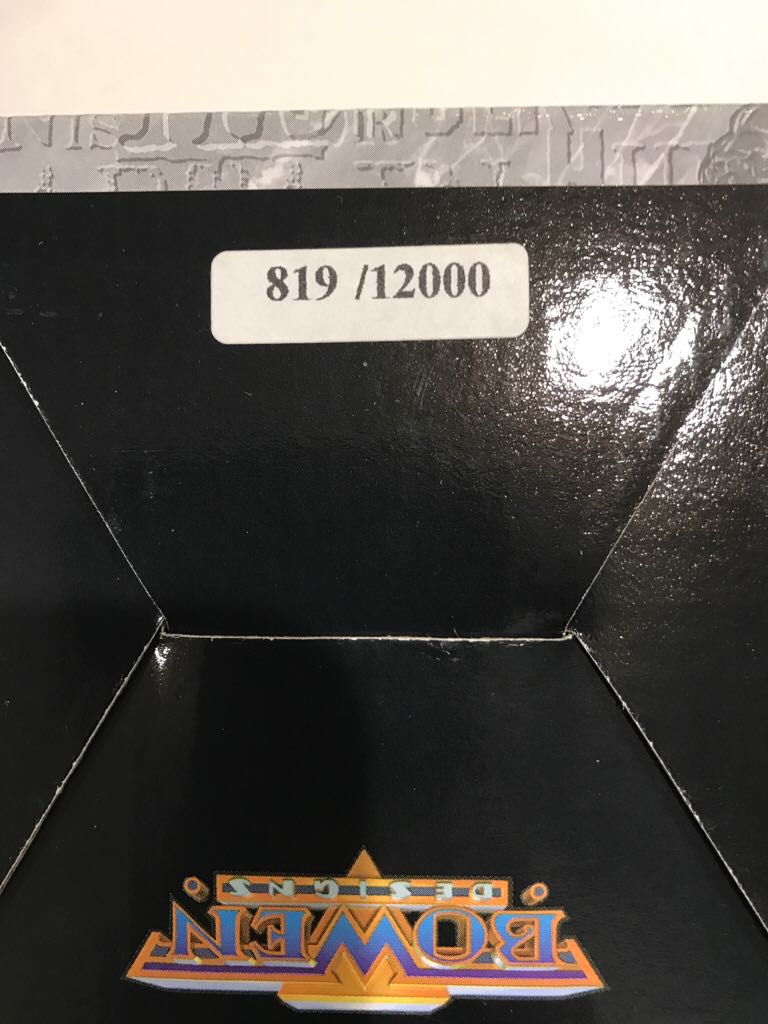 819 /12000
BOWEN
DESIGNS